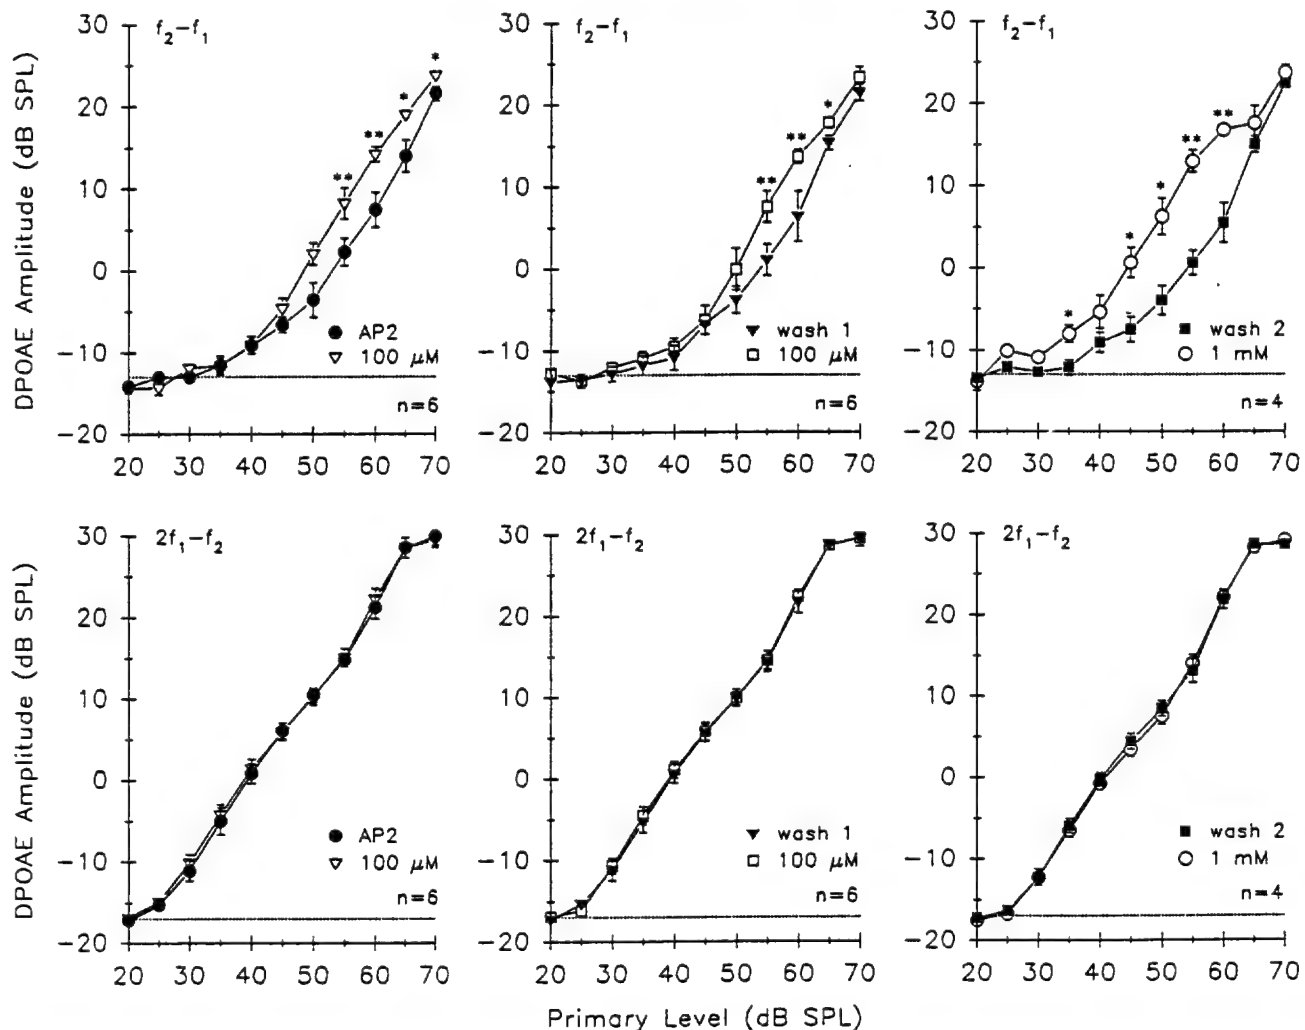 f₂−f₁
f₂−f₁
f₂−f₁
DPOAE Amplitude (dB SPL)
30
20
10
0
−10
−20
30
20
10
0
−10
−20
30
20
10
0
−10
−20
* * ** **
* ** **
** ** * * *
AP2
100 μM
n=6
wash 1
100 μM
n=6
wash 2
1 mM
n=4
20 30 40 50 60 70
20 30 40 50 60 70
20 30 40 50 60 70
2f₁−f₂
2f₁−f₂
2f₁−f₂
DPOAE Amplitude (dB SPL)
30
20
10
0
−10
−20
30
20
10
0
−10
−20
30
20
10
0
−10
−20
AP2
100 μM
n=6
wash 1
100 μM
n=6
wash 2
1 mM
n=4
20 30 40 50 60 70
20 30 40 50 60 70
20 30 40 50 60 70
Primary Level (dB SPL)